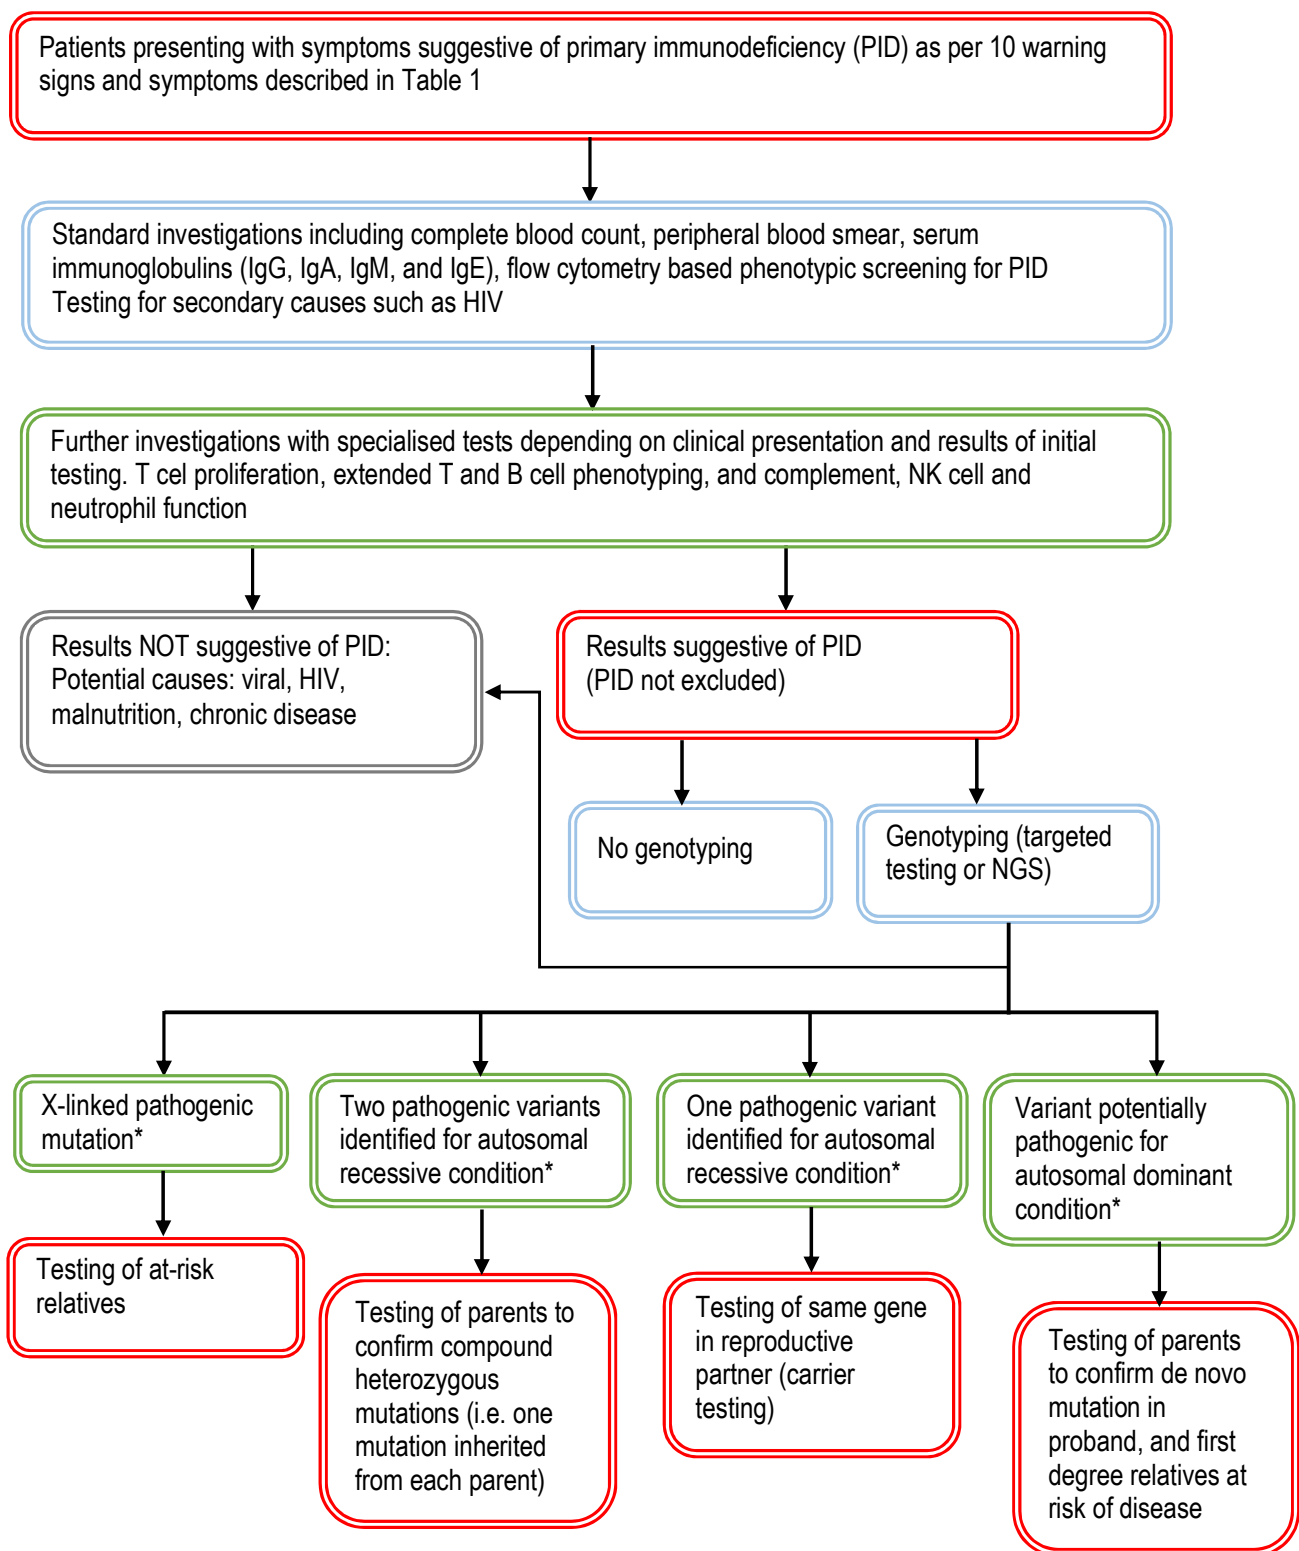 Patients presenting with symptoms suggestive of primary immunodeficiency (PID) as per 10 warning
signs and symptoms described in Table 1
Standard investigations including complete blood count, peripheral blood smear, serum
immunoglobulins (IgG, IgA, IgM, and IgE), flow cytometry based phenotypic screening for PID
Testing for secondary causes such as HIV
Further investigations with specialised tests depending on clinical presentation and results of initial
testing. T cel proliferation, extended T and B cell phenotyping, and complement, NK cell and
neutrophil function
Results NOT suggestive of PID:
Potential causes: viral, HIV,
malnutrition, chronic disease
Results suggestive of PID
(PID not excluded)
No genotyping
Genotyping (targeted
testing or NGS)
X-linked pathogenic
mutation*
Two pathogenic variants
identified for autosomal
recessive condition*
One pathogenic variant
identified for autosomal
recessive condition*
Variant potentially
pathogenic for
autosomal dominant
condition*
Testing of at-risk
relatives
Testing of parents to
confirm compound
heterozygous
mutations (i.e. one
mutation inherited
from each parent)
Testing of same gene
in reproductive
partner (carrier
testing)
Testing of parents
to confirm de novo
mutation in
proband, and first
degree relatives at
risk of disease